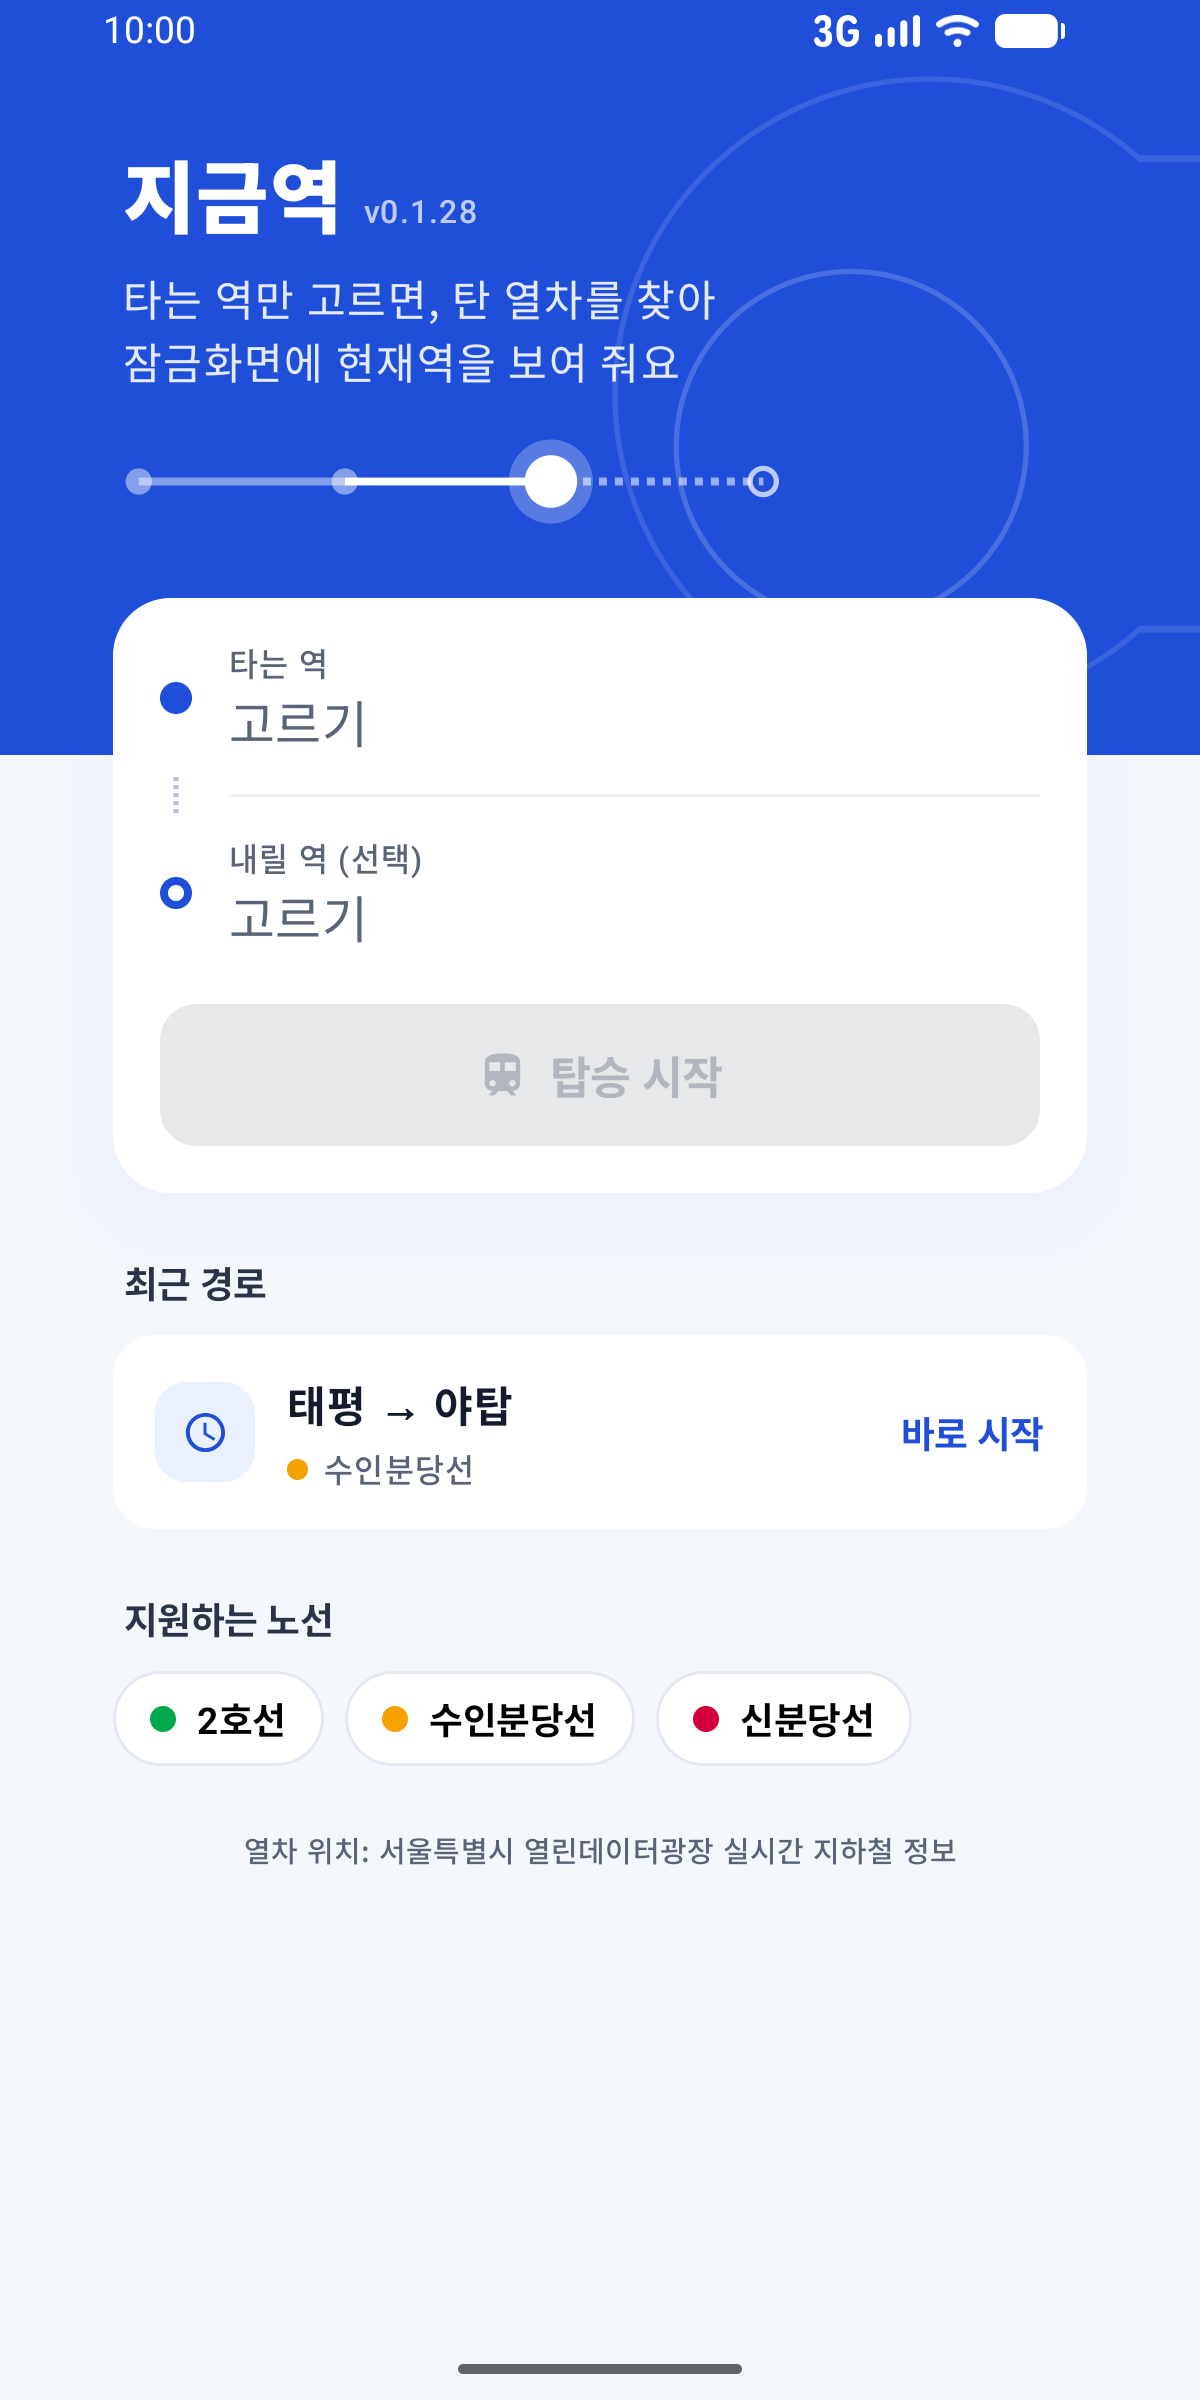 10:00
3G
지금역 v0.1.28
타는 역만 고르면, 탄 열차를 찾아
잠금화면에 현재역을 보여 줘요
타는 역
고르기
내릴 역 (선택)
고르기
탑승 시작
최근 경로
태평 → 야탑
수인분당선
바로 시작
지원하는 노선
2호선
수인분당선
신분당선
열차 위치: 서울특별시 열린데이터광장 실시간 지하철 정보